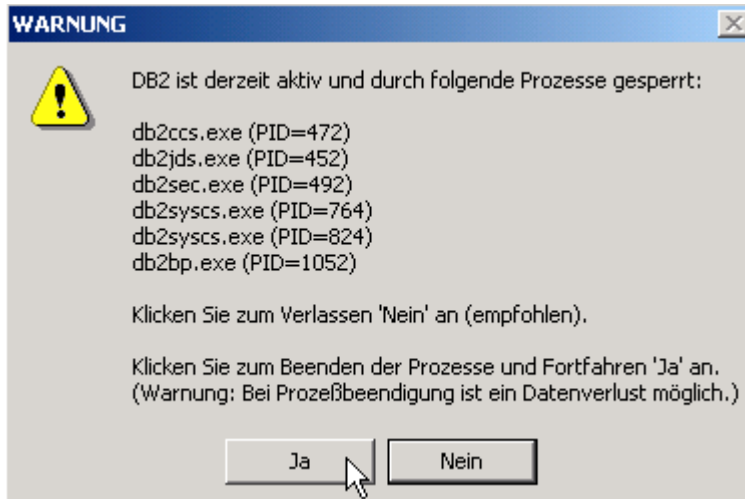 WARNUNG
DB2 ist derzeit aktiv und durch folgende Prozesse gesperrt:
db2ccs.exe (PID=472)
db2jds.exe (PID=452)
db2sec.exe (PID=492)
db2syscs.exe (PID=764)
db2syscs.exe (PID=824)
db2bp.exe (PID=1052)
Klicken Sie zum Verlassen 'Nein' an (empfohlen).
Klicken Sie zum Beenden der Prozesse und Fortfahren 'Ja' an.
(Warnung: Bei Prozeßbeendigung ist ein Datenverlust möglich.)
Ja
Nein